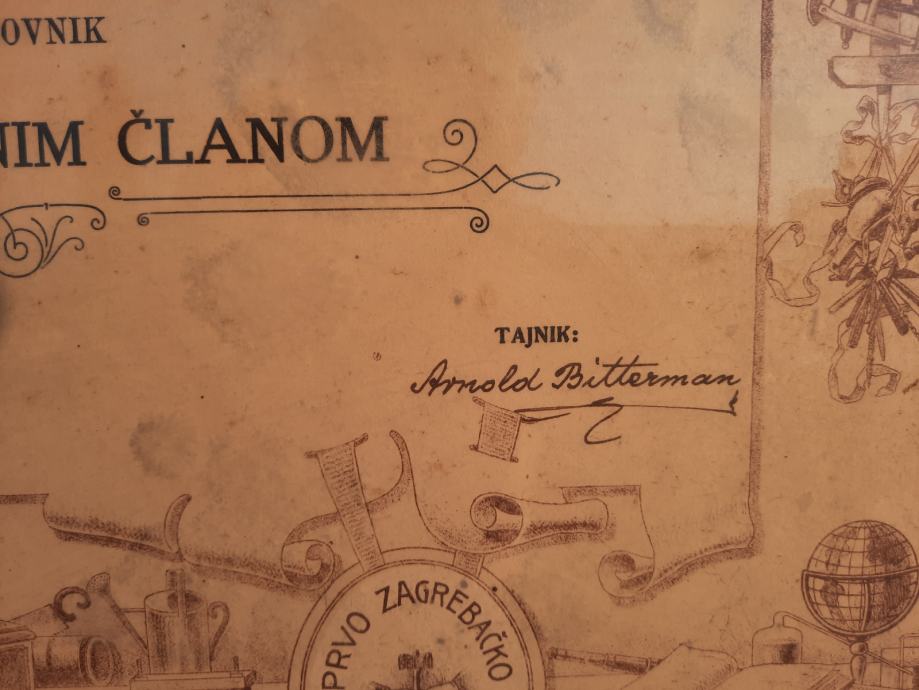 OVNIK
NIM ČLANOM
TAJNIK:
Arnold Bitterman
PRVO ZAGREBAČKO